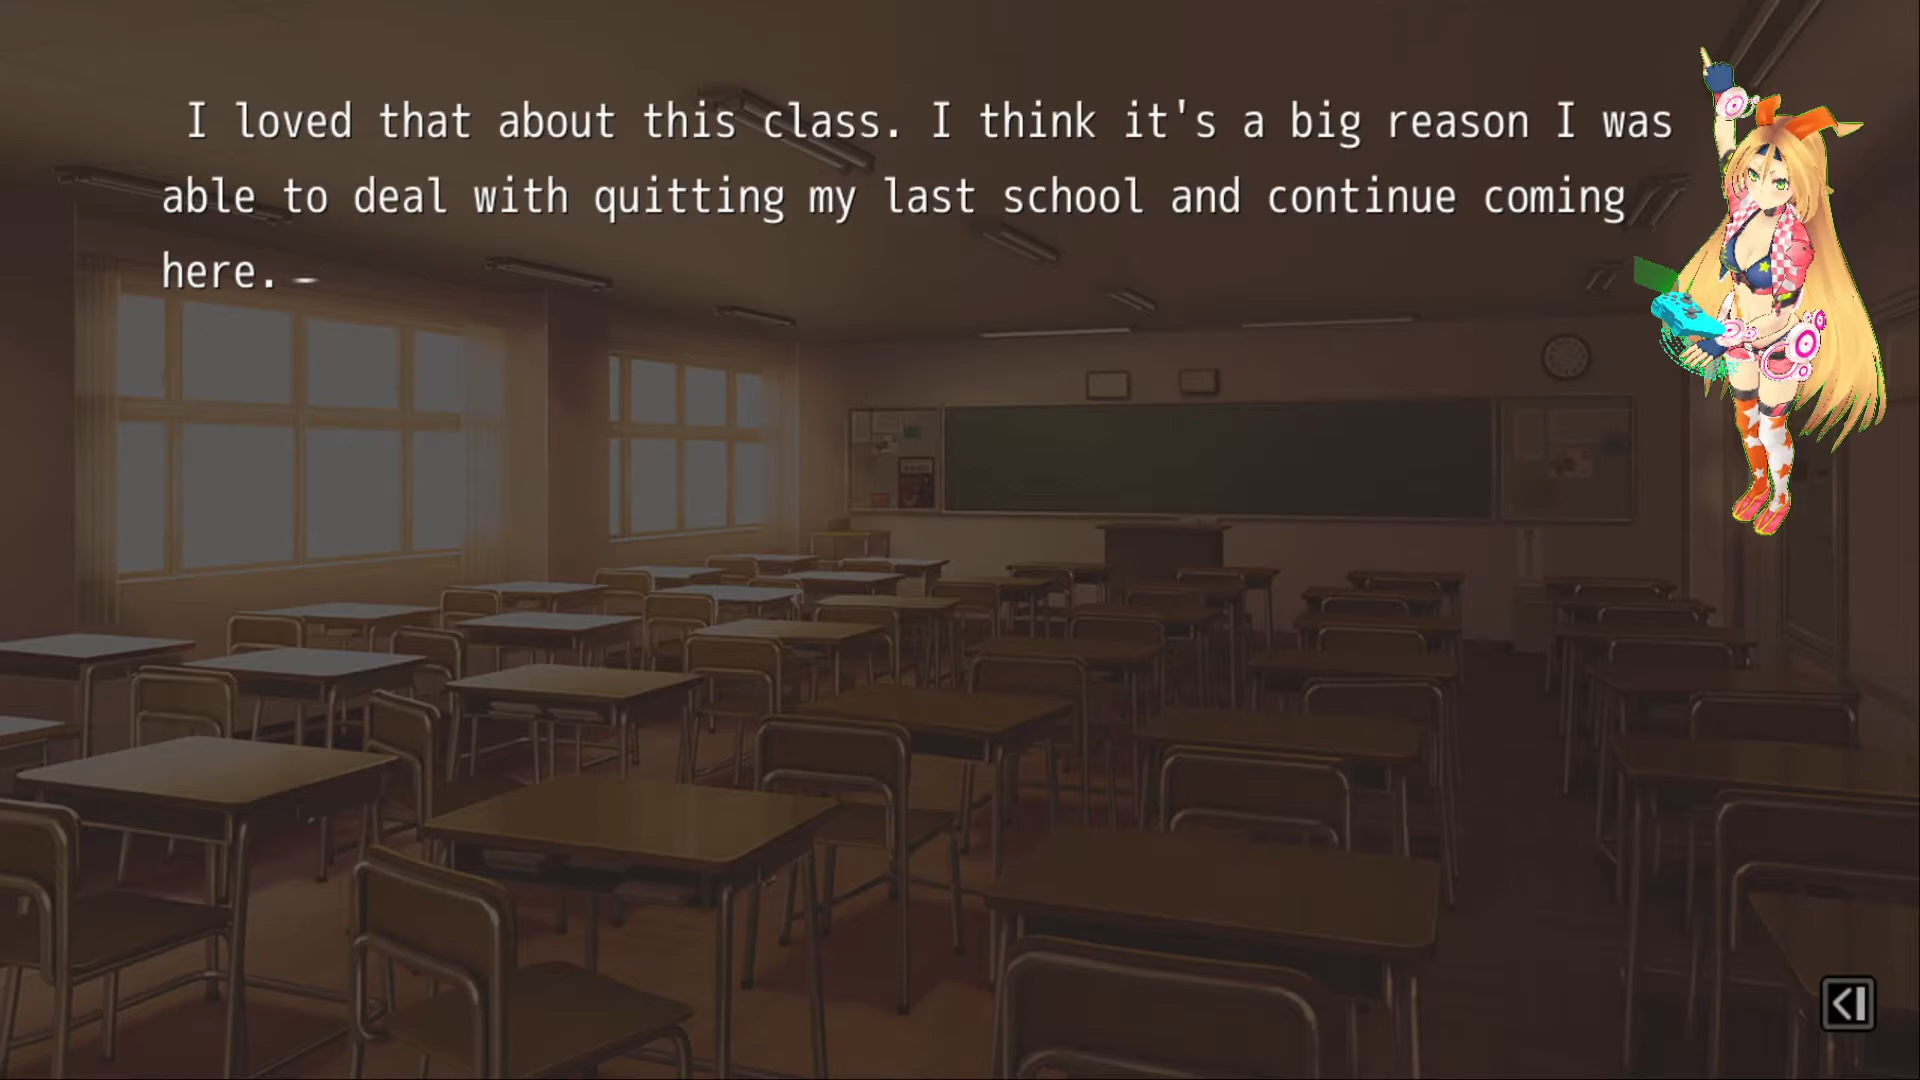 I loved that about this class. I think it's a big reason I was
able to deal with quitting my last school and continue coming
here.